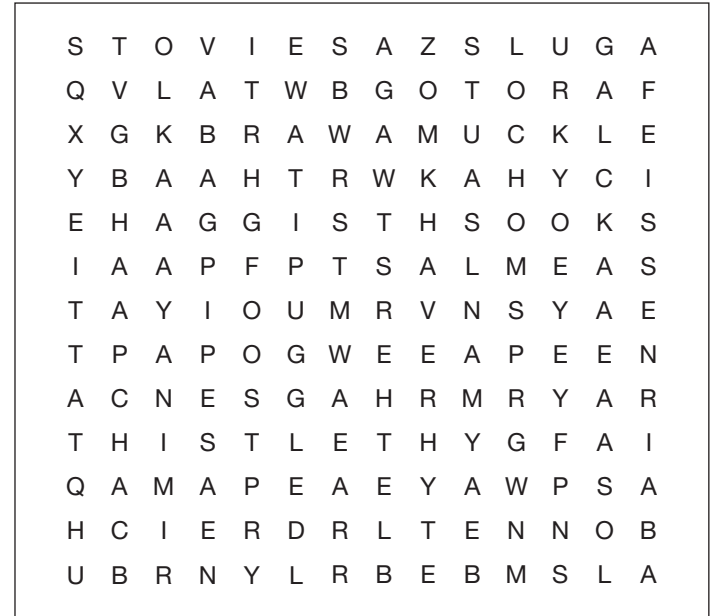 S T O V I E S A Z S L U G A
Q V L A T W B G O T O R A F
X G K B R A W A M U C K L E
Y B A A H T R W K A H Y C I
E H A G G I S T H S O O K S
I A A P F P T S A L M E A S
T A Y I O U M R V N S Y A E
T P A P O G W E E A P E E N
A C N E S G A H R M R Y A R
T H I S T L E T H Y G F A I
Q A M A P E A E Y A W P S A
H C I E R D R L T E N N O B
U B R N Y L R B E B M S L A